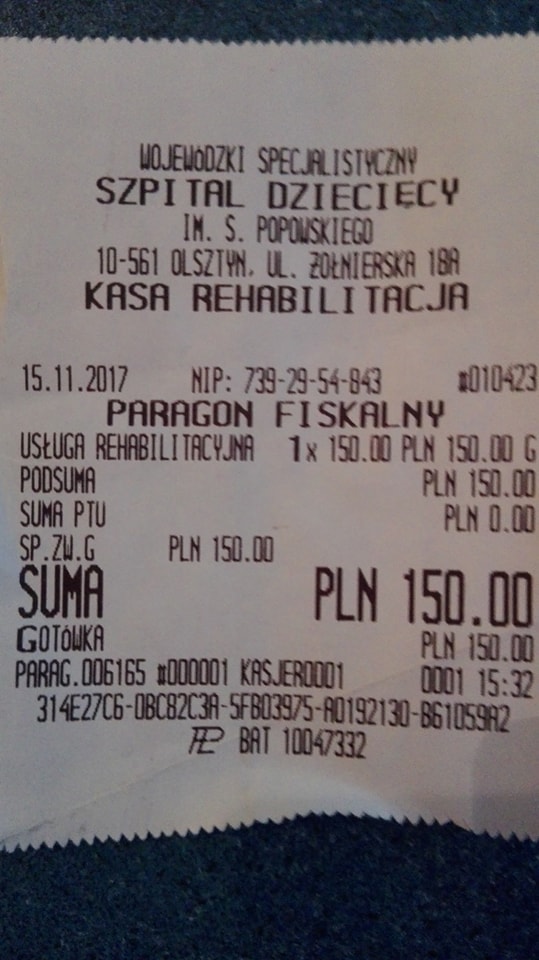 WOJEWÓDZKI SPECJALISTYCZNY
SZPITAL DZIECIĘCY
IM. S. POPOWSKIEGO
10-561 OLSZTYN, UL. ŻOŁNIERSKA 18A
KASA REHABILITACJA
15.11.2017 NIP: 739-29-54-843 #010423
PARAGON FISKALNY
USŁUGA REHABILITACYJNA 1x 150.00 PLN 150.00 G
PODSUMA PLN 150.00
SUMA PTU PLN 0.00
SP.ZW.G PLN 150.00
SUMA PLN 150.00
GOTÓWKA PLN 150.00
PARAG.006165 #000001 KASJER0001 0001 15:32
314E27C6-0BC82C3A-5FB03975-A0192130-B61059A2
BAT 10047332